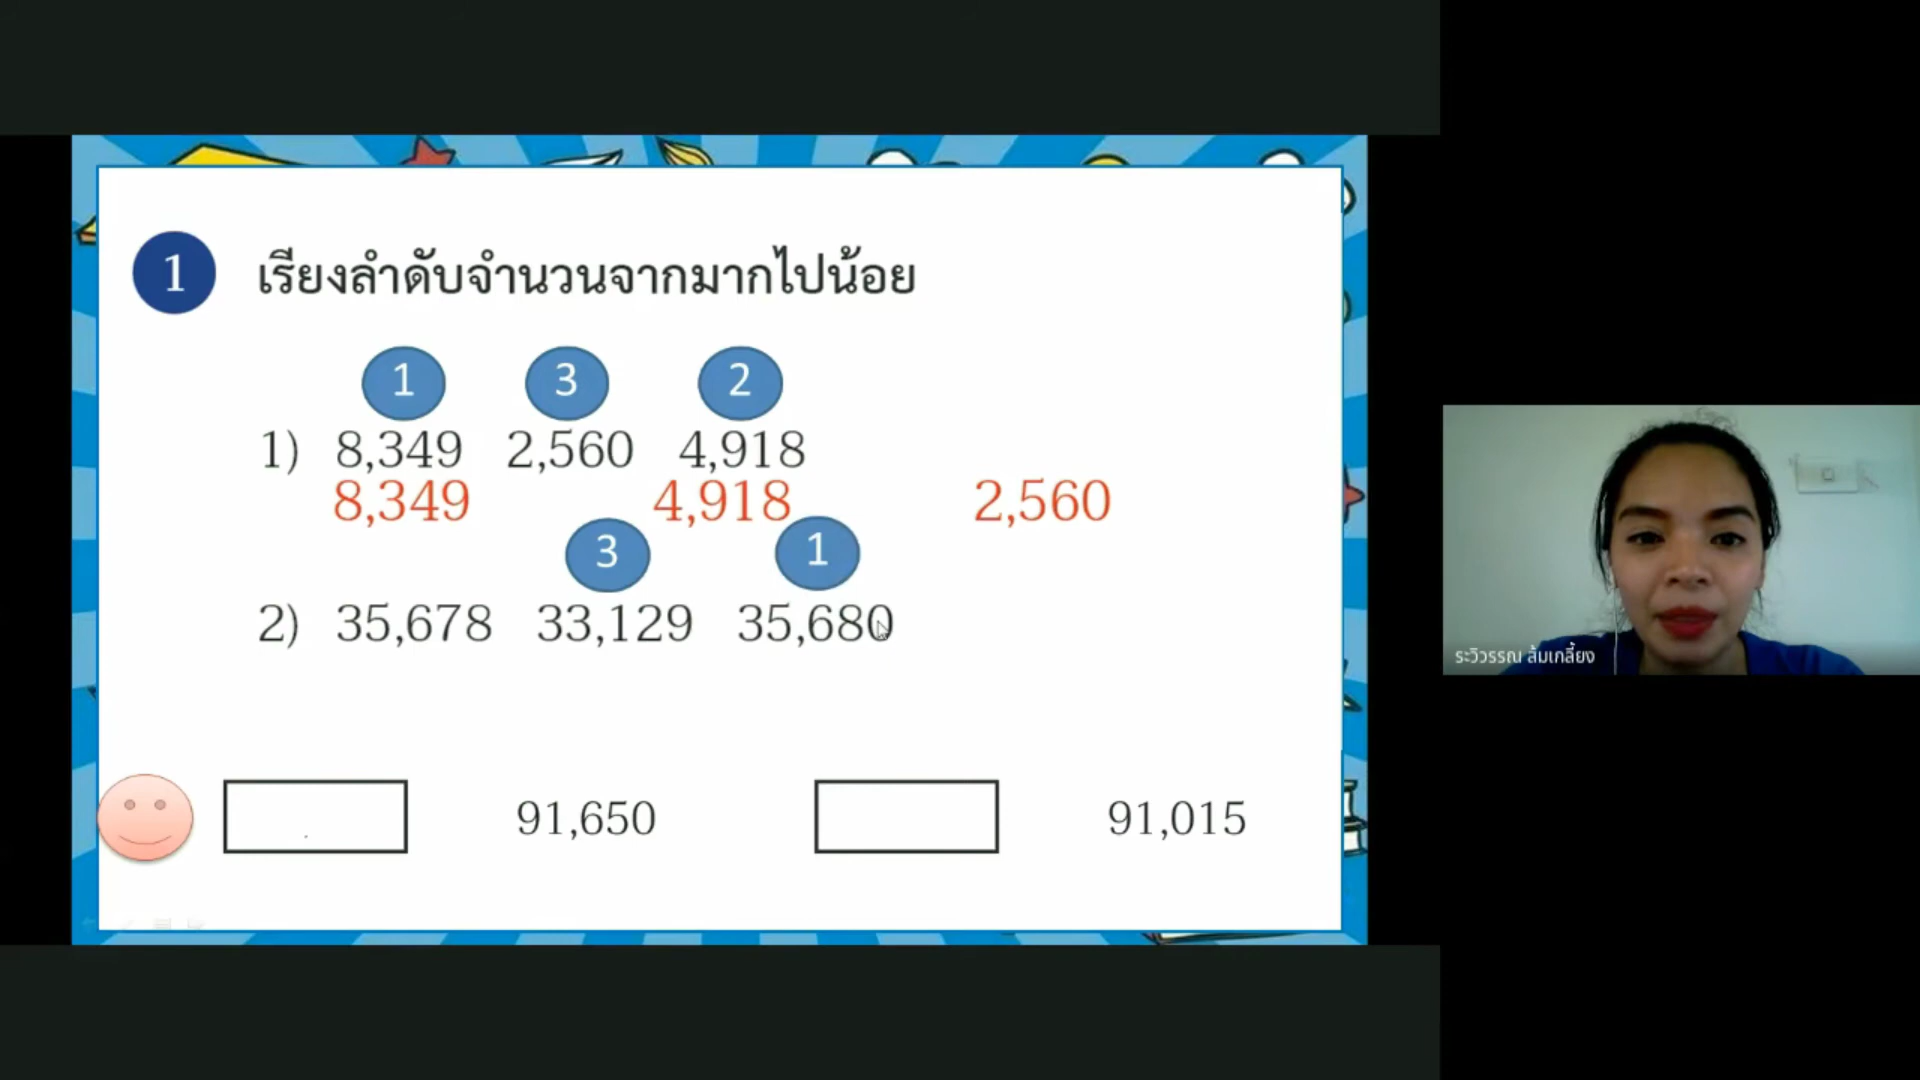 1 เรียงลำดับจำนวนจากมากไปน้อย
1 3 2
1) 8,349 2,560 4,918
8,349 4,918 2,560
3 1
2) 35,678 33,129 35,680
91,650 91,015
ระวิวรรณ ส้มเกลี้ยง